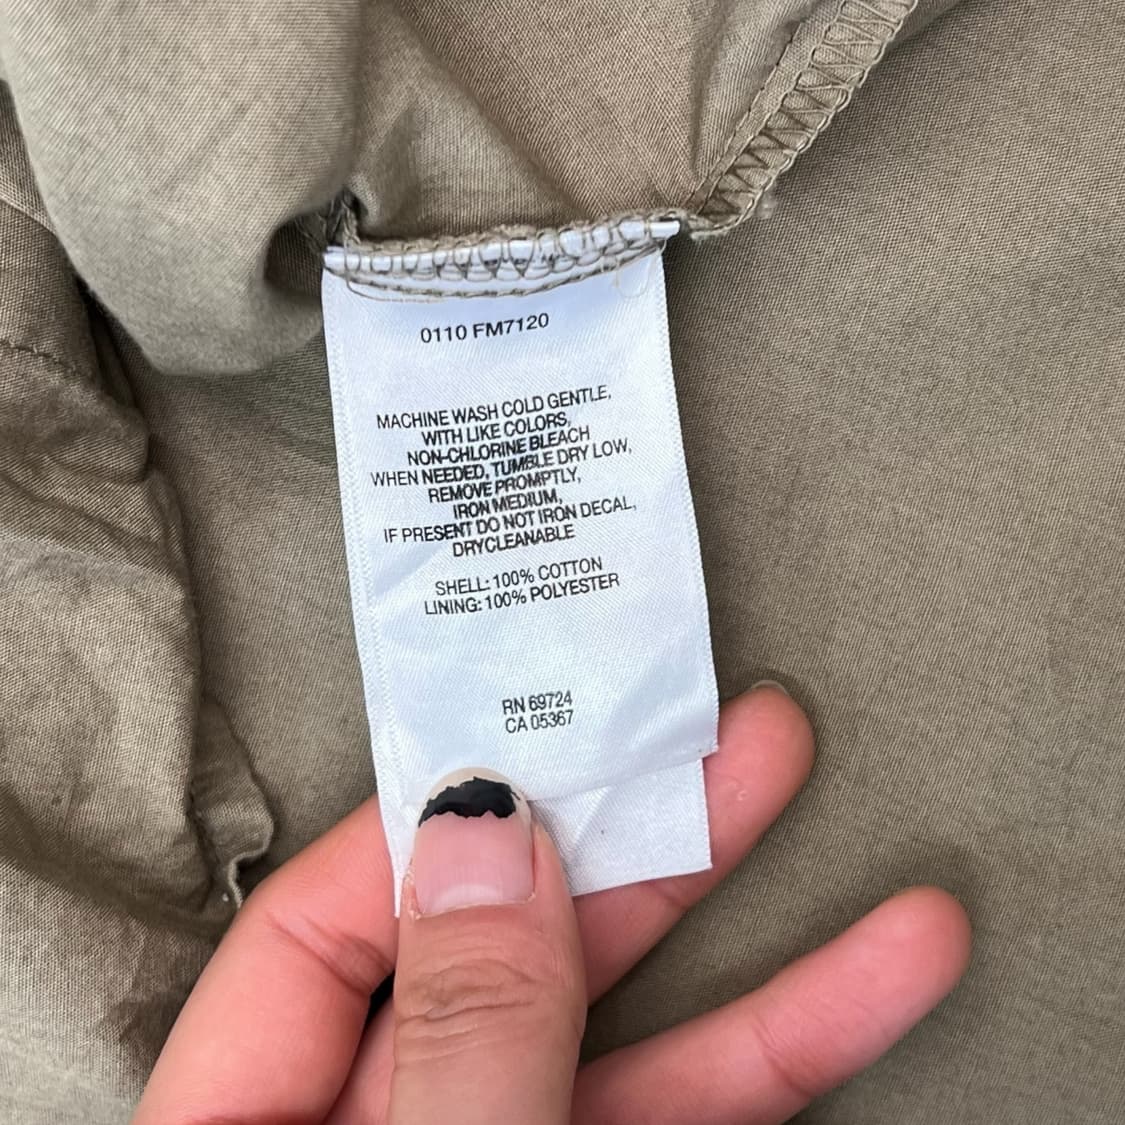 0110 FM7120
MACHINE WASH COLD GENTLE,
WITH LIKE COLORS,
NON-CHLORINE BLEACH
WHEN NEEDED, TUMBLE DRY LOW,
REMOVE PROMPTLY,
IRON MEDIUM,
IF PRESENT DO NOT IRON DECAL,
DRYCLEANABLE
SHELL: 100% COTTON
LINING: 100% POLYESTER
RN 69724
CA 05367